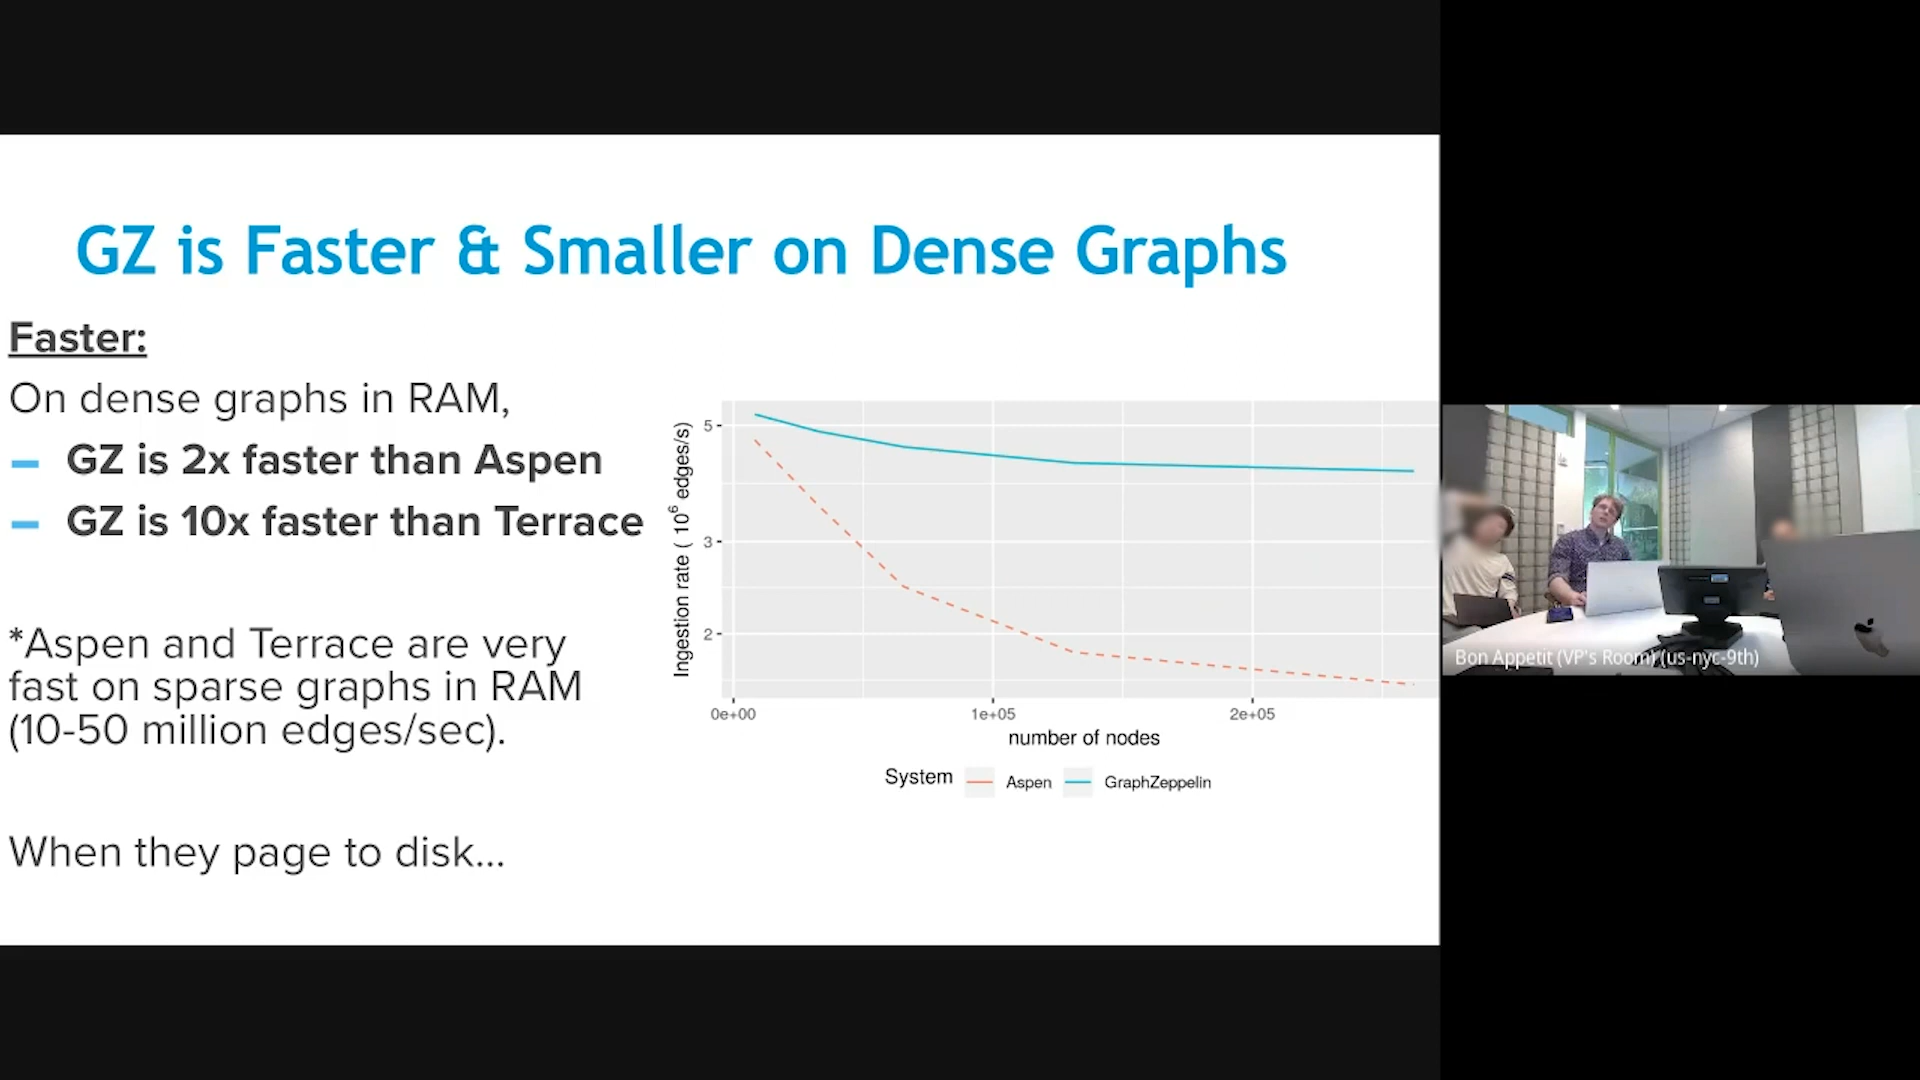 GZ is Faster & Smaller on Dense Graphs
Faster:
On dense graphs in RAM,
– GZ is 2x faster than Aspen
– GZ is 10x faster than Terrace
*Aspen and Terrace are very
fast on sparse graphs in RAM
(10-50 million edges/sec).
When they page to disk...
Ingestion rate ( 10⁶ edges/s)
5
3
2
0e+00 1e+05 2e+05
number of nodes
System Aspen GraphZeppelin
Bon Appetit (VP's Room) (us-nyc-9th)